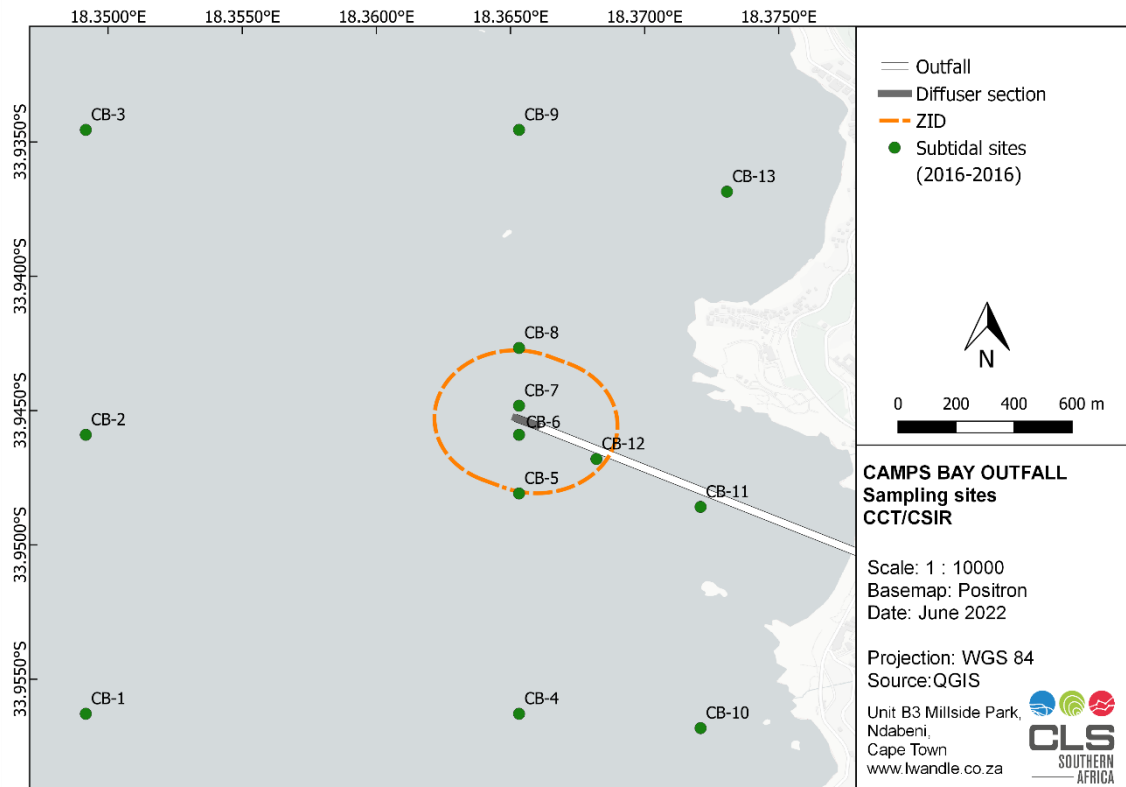 18.3500°E
18.3550°E
18.3600°E
18.3650°E
18.3700°E
18.3750°E
33.9350°S
33.9400°S
33.9450°S
33.9500°S
33.9550°S
CB-3
CB-9
CB-13
CB-8
CB-7
CB-2
CB-6
CB-12
CB-5
CB-11
CB-1
CB-4
CB-10
Outfall
Diffuser section
ZID
Subtidal sites
(2016-2016)
N
0 200 400 600 m
CAMPS BAY OUTFALL
Sampling sites
CCT/CSIR
Scale: 1 : 10000
Basemap: Positron
Date: June 2022
Projection: WGS 84
Source:QGIS
Unit B3 Millside Park,
Ndabeni,
Cape Town
www.lwandle.co.za
CLS
SOUTHERN
AFRICA